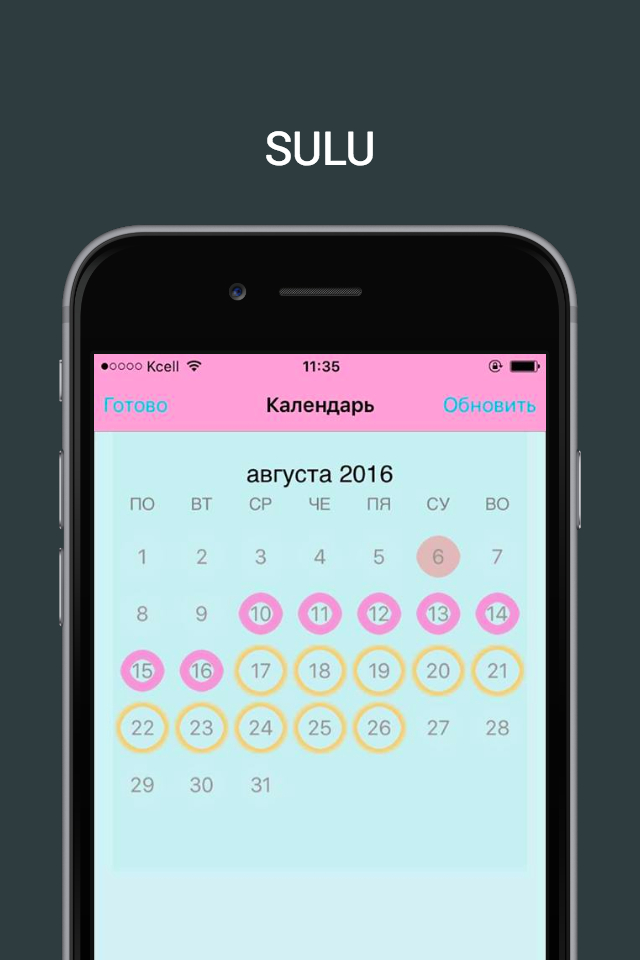 SULU
Kcell 11:35
Готово Календарь Обновить
августа 2016
ПО ВТ СР ЧЕ ПЯ СУ ВО
1 2 3 4 5 6 7
8 9 10 11 12 13 14
15 16 17 18 19 20 21
22 23 24 25 26 27 28
29 30 31